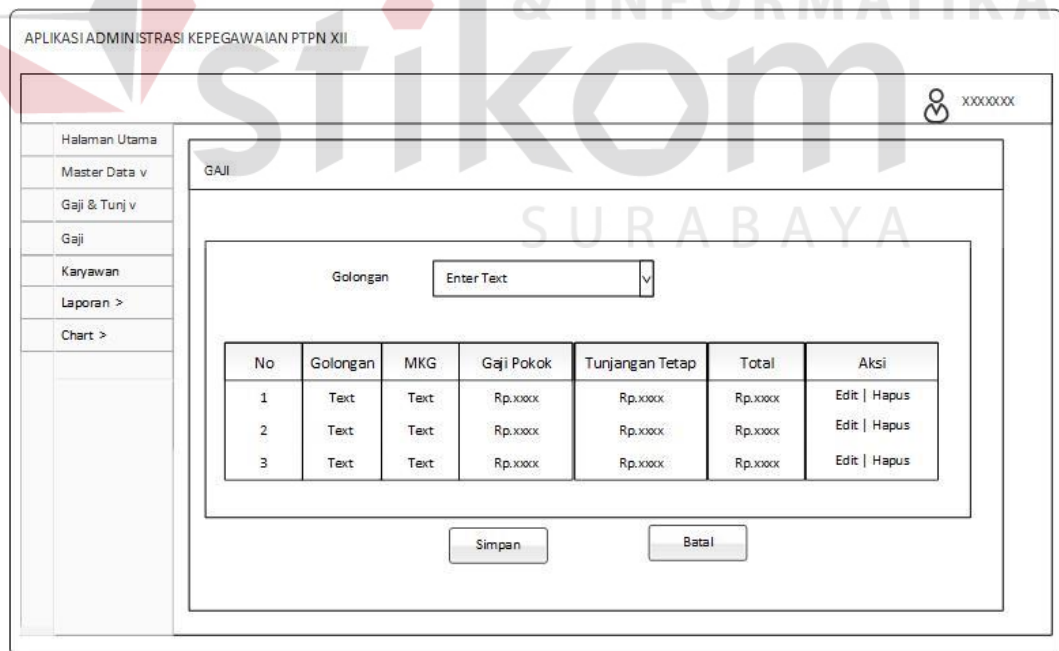 & INFORMATIKA
APLIKASI ADMINISTRASI KEPEGAWAIAN PTPN XII
stikom
SURABAYA
xxxxxxx
Halaman Utama
Master Data v
Gaji & Tunj v
Gaji
Karyawan
Laporan >
Chart >
GAJI
Golongan Enter Text v
No Golongan MKG Gaji Pokok Tunjangan Tetap Total Aksi
1 Text Text Rp.xxxx Rp.xxxx Rp.xxxx Edit | Hapus
2 Text Text Rp.xxxx Rp.xxxx Rp.xxxx Edit | Hapus
3 Text Text Rp.xxxx Rp.xxxx Rp.xxxx Edit | Hapus
Simpan Batal